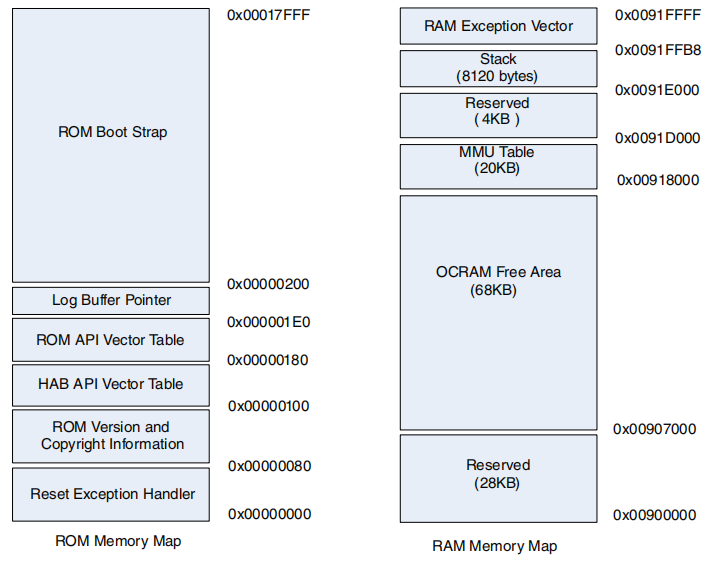 0x00017FFF
ROM Boot Strap
0x00000200
Log Buffer Pointer
0x000001E0
ROM API Vector Table
0x00000180
HAB API Vector Table
0x00000100
ROM Version and
Copyright Information
0x00000080
Reset Exception Handler
0x00000000
ROM Memory Map
0x0091FFFF
RAM Exception Vector
0x0091FFB8
Stack
(8120 bytes)
0x0091E000
Reserved
( 4KB )
0x0091D000
MMU Table
(20KB)
0x00918000
OCRAM Free Area
(68KB)
0x00907000
Reserved
(28KB)
0x00900000
RAM Memory Map